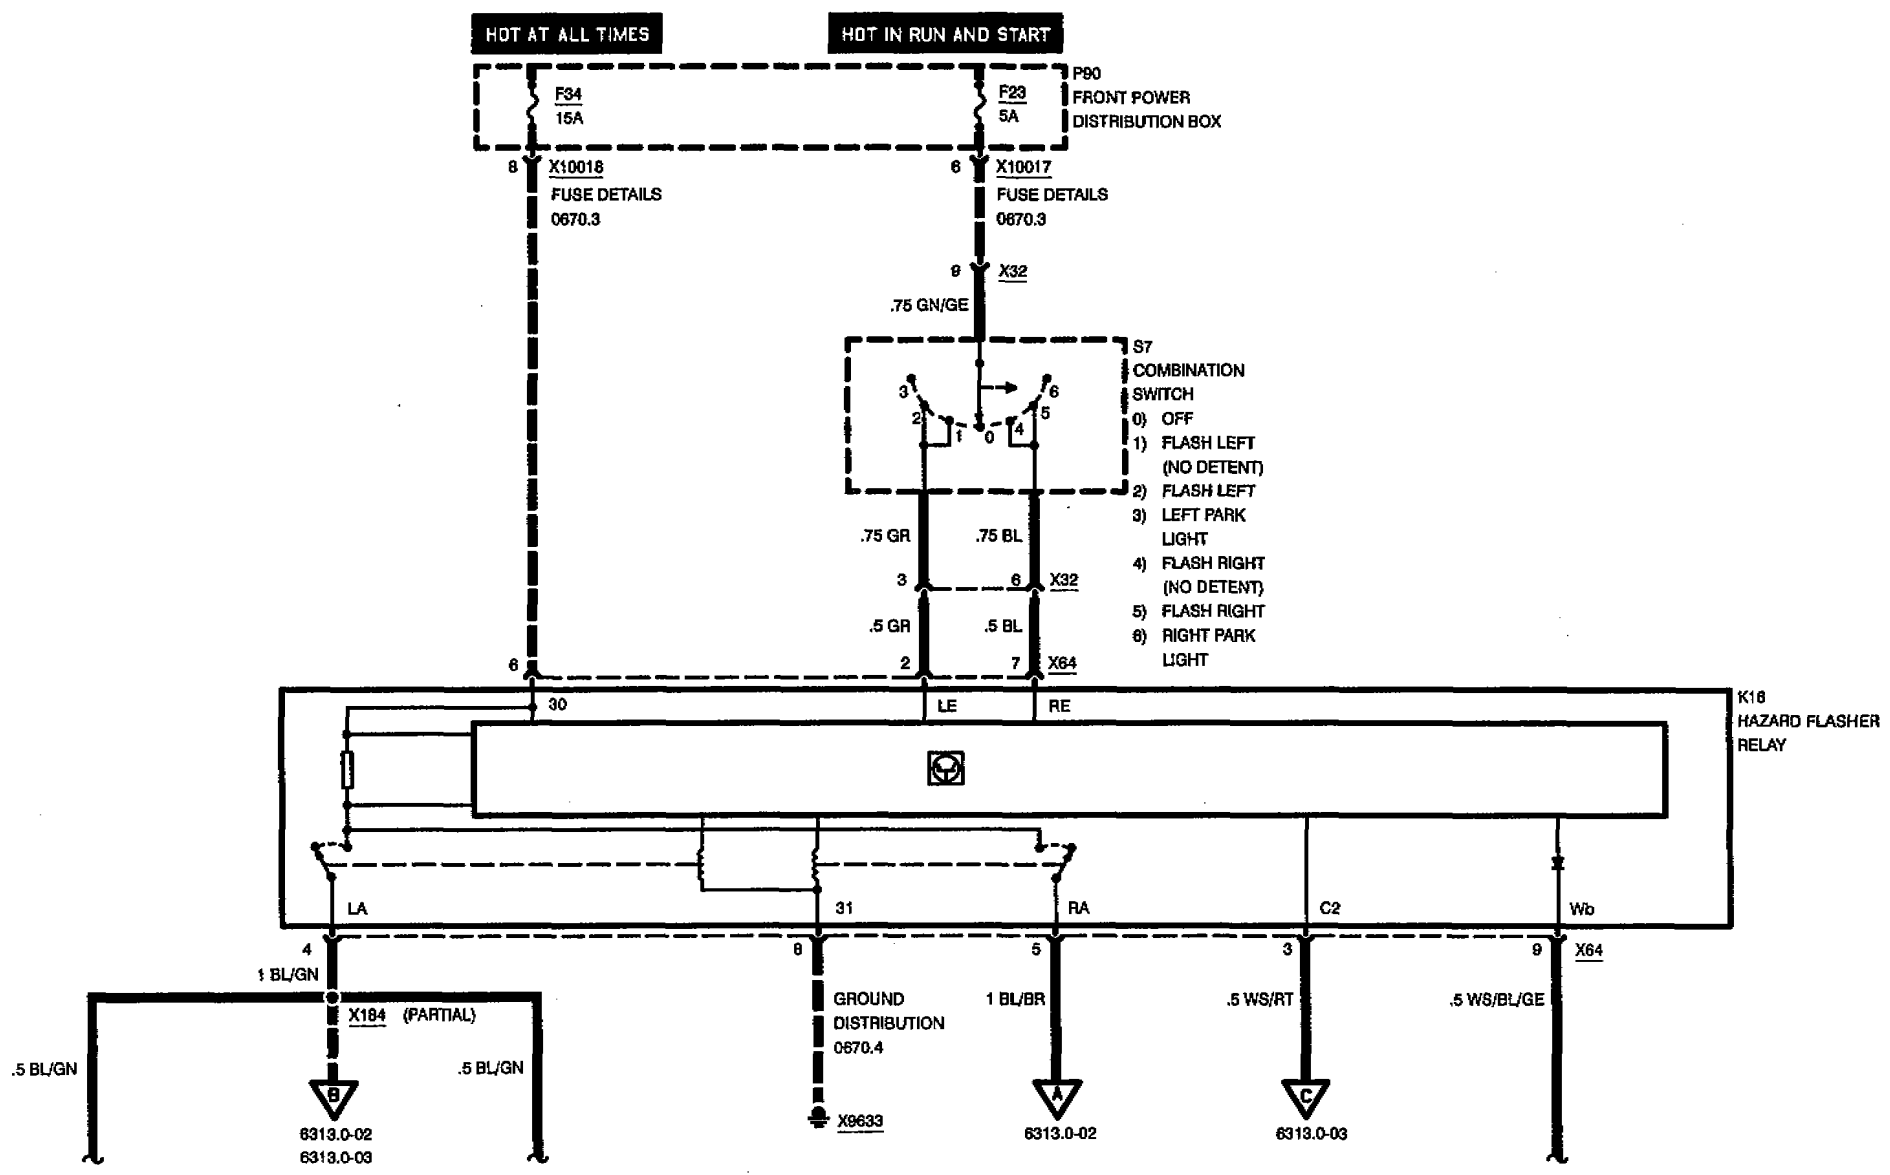 HOT AT ALL TIMES
HOT IN RUN AND START
F34
15A
F23
5A
P90
FRONT POWER
DISTRIBUTION BOX
8
X10018
FUSE DETAILS
0670.3
6
X10017
FUSE DETAILS
0670.3
9
X32
.75 GN/GE
3
2
1
0
4
5
6
S7
COMBINATION
SWITCH
0) OFF
1) FLASH LEFT
(NO DETENT)
2) FLASH LEFT
3) LEFT PARK
LIGHT
4) FLASH RIGHT
(NO DETENT)
5) FLASH RIGHT
6) RIGHT PARK
LIGHT
.75 GR
.75 BL
3
6
X32
.5 GR
.5 BL
6
2
7
X64
30
LE
RE
K16
HAZARD FLASHER
RELAY
LA
31
RA
C2
Wb
4
8
5
3
9
X64
1 BL/GN
X184 (PARTIAL)
GROUND
DISTRIBUTION
0670.4
1 BL/BR
.5 WS/RT
.5 WS/BL/GE
.5 BL/GN
.5 BL/GN
B
A
C
6313.0-02
6313.0-03
X9633
6313.0-02
6313.0-03